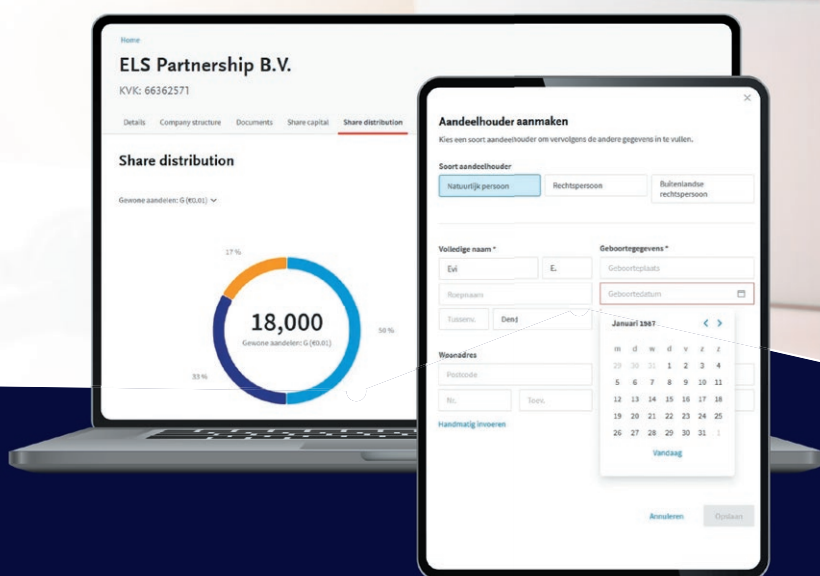 Home
ELS Partnership B.V.
KVK: 66362571
Details Company structure Documents Share capital Share distribution
Share distribution
Gewone aandelen: G (€0,01)
17 %
18,000
Gewone aandelen: G (€0,01)
50 %
33 %
Aandeelhouder aanmaken
Kies een soort aandeelhouder om vervolgens de andere gegevens in te vullen.
Soort aandeelhouder
Natuurlijk persoon Rechtspersoon Buitenlandse
rechtspersoon
Volledige naam * Geboortegegevens *
Evi E. Geboorteplaats
Roepnaam Geboortedatum
Tussenv. Dend
Januari 1987
m d w d v z z
29 30 31 1 2 3 4
5 6 7 8 9 10 11
12 13 14 15 16 17 18
19 20 21 22 23 24 25
26 27 28 29 30 31 1
Vandaag
Woonadres
Postcode
Nr. Toev.
Handmatig invoeren
Annuleren Opslaan